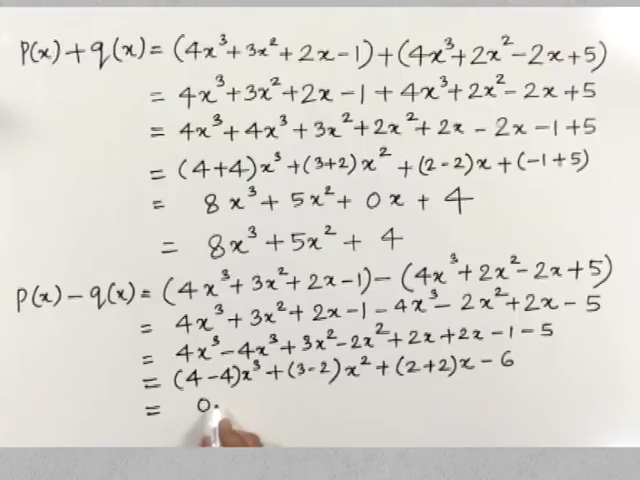 P(x) + q(x) = (4x³ + 3x² + 2x - 1) + (4x³ + 2x² - 2x + 5)
= 4x³ + 3x² + 2x - 1 + 4x³ + 2x² - 2x + 5
= 4x³ + 4x³ + 3x² + 2x² + 2x - 2x - 1 + 5
= (4+4)x³ + (3+2)x² + (2-2)x + (-1+5)
= 8x³ + 5x² + 0x + 4
= 8x³ + 5x² + 4
P(x) - q(x) = (4x³ + 3x² + 2x - 1) - (4x³ + 2x² - 2x + 5)
= 4x³ + 3x² + 2x - 1 - 4x³ - 2x² + 2x - 5
= 4x³ - 4x³ + 3x² - 2x² + 2x + 2x - 1 - 5
= (4-4)x³ + (3-2)x² + (2+2)x - 6
= 0.